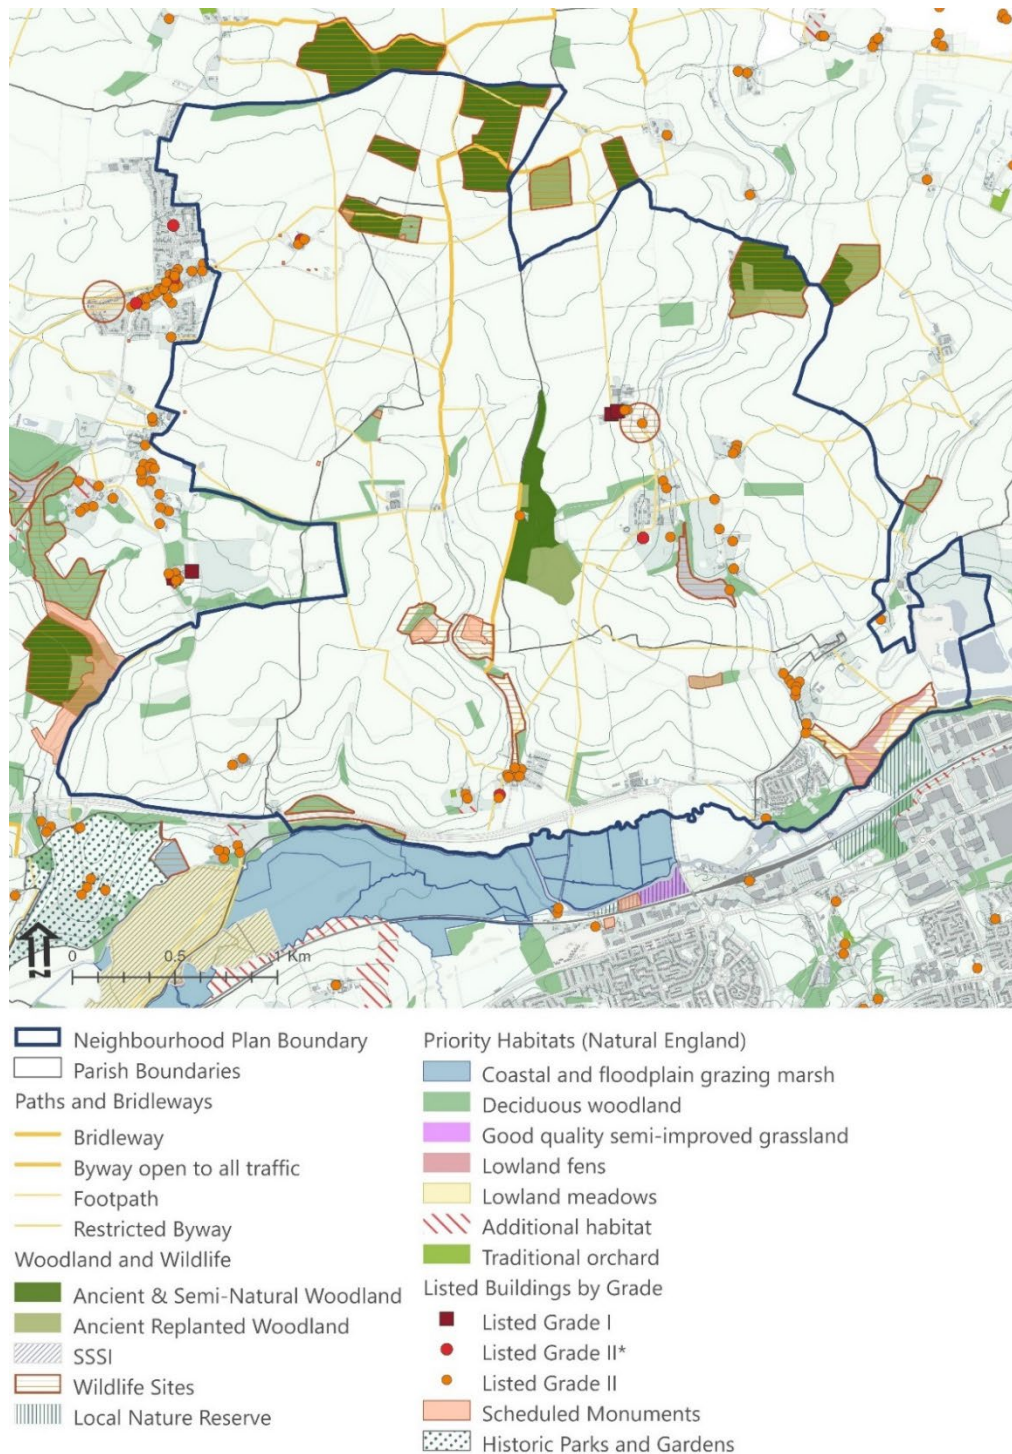 N
0 0.5 1 Km
Neighbourhood Plan Boundary
Parish Boundaries
Paths and Bridleways
Bridleway
Byway open to all traffic
Footpath
Restricted Byway
Woodland and Wildlife
Ancient & Semi-Natural Woodland
Ancient Replanted Woodland
SSSI
Wildlife Sites
Local Nature Reserve
Priority Habitats (Natural England)
Coastal and floodplain grazing marsh
Deciduous woodland
Good quality semi-improved grassland
Lowland fens
Lowland meadows
Additional habitat
Traditional orchard
Listed Buildings by Grade
Listed Grade I
Listed Grade II*
Listed Grade II
Scheduled Monuments
Historic Parks and Gardens